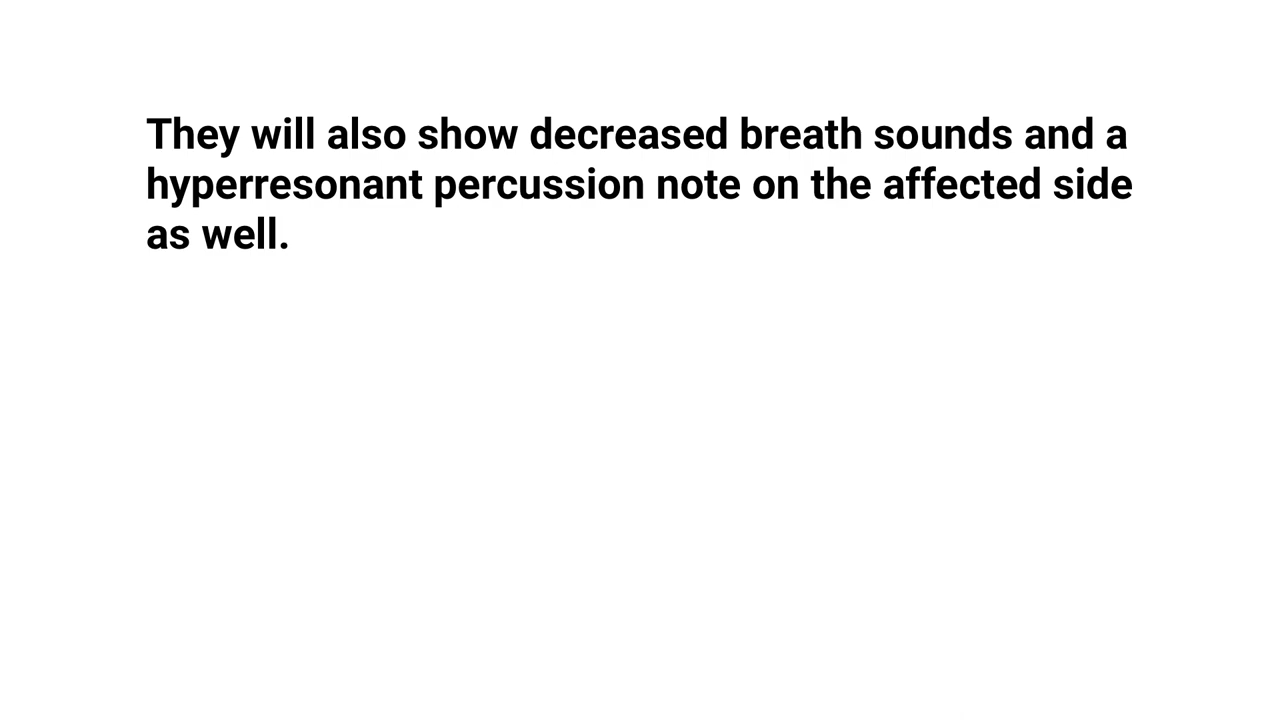 They will also show decreased breath sounds and a
hyperresonant percussion note on the affected side
as well.